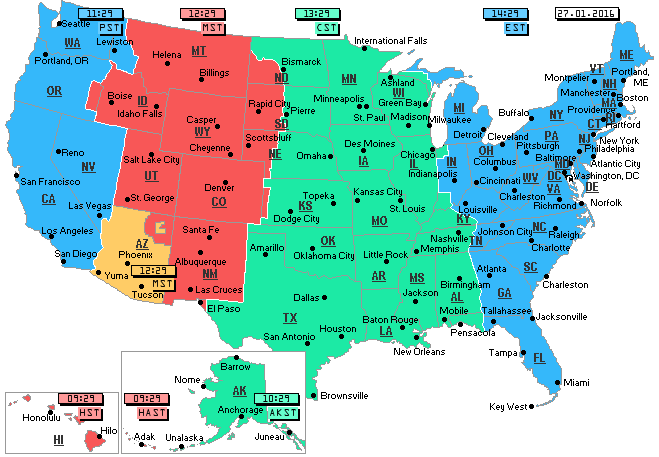 11:29
PST
12:29
MST
13:29
CST
14:29
EST
27.01.2016
Seattle
WA
Lewiston
Portland, OR
OR
Helena
MT
Billings
Boise
ID
Idaho Falls
Bismarck
ND
MN
International Falls
Ashland
WI
Minneapolis
St. Paul
Green Bay
Madison
Milwaukee
MI
Detroit
Rapid City
SD
Pierre
Casper
WY
Cheyenne
Scottsbluff
NE
Omaha
Des Moines
IA
Chicago
IL
IN
Indianapolis
OH
Cleveland
Columbus
Cincinnati
Buffalo
NY
PA
Pittsburgh
ME
Portland, ME
Montpelier
VT
NH
Manchester
MA
Boston
Providence
RI
CT
Hartford
New York
NJ
Philadelphia
Baltimore
Atlantic City
MD
DC
Washington, DC
DE
WV
VA
Charleston
Richmond
Norfolk
Reno
NV
San Francisco
CA
Las Vegas
Los Angeles
San Diego
Salt Lake City
UT
St. George
Denver
CO
Topeka
KS
Dodge City
Kansas City
MO
St. Louis
Louisville
KY
Nashville
TN
Memphis
Johnson City
NC
Raleigh
Charlotte
SC
Charleston
AZ
Phoenix
Yuma
12:29
MST
Tucson
Santa Fe
Albuquerque
NM
Las Cruces
El Paso
Amarillo
OK
Oklahoma City
Little Rock
AR
MS
Jackson
Birmingham
AL
Mobile
Atlanta
GA
Tallahassee
Jacksonville
Dallas
TX
San Antonio
Houston
Baton Rouge
LA
New Orleans
Pensacola
Tampa
FL
Miami
Key West
Brownsville
09:29
HST
Honolulu
HI
Hilo
09:29
HAST
Barrow
Nome
AK
Anchorage
10:29
AKST
Adak
Unalaska
Juneau